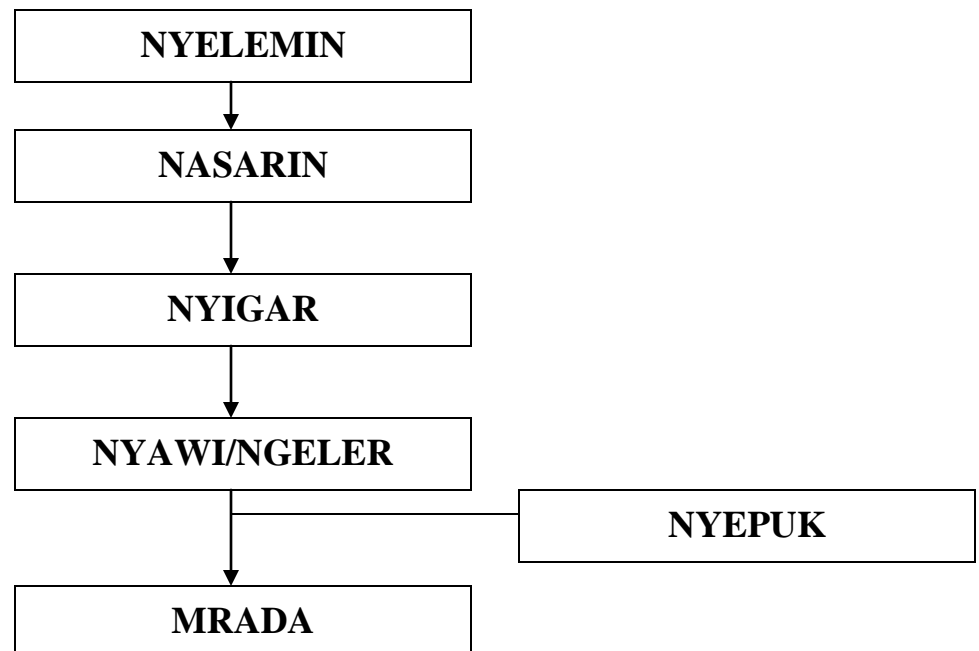 NYELEMIN
NASARIN
NYIGAR
NYAWI/NGELER
NYEPUK
MRADA